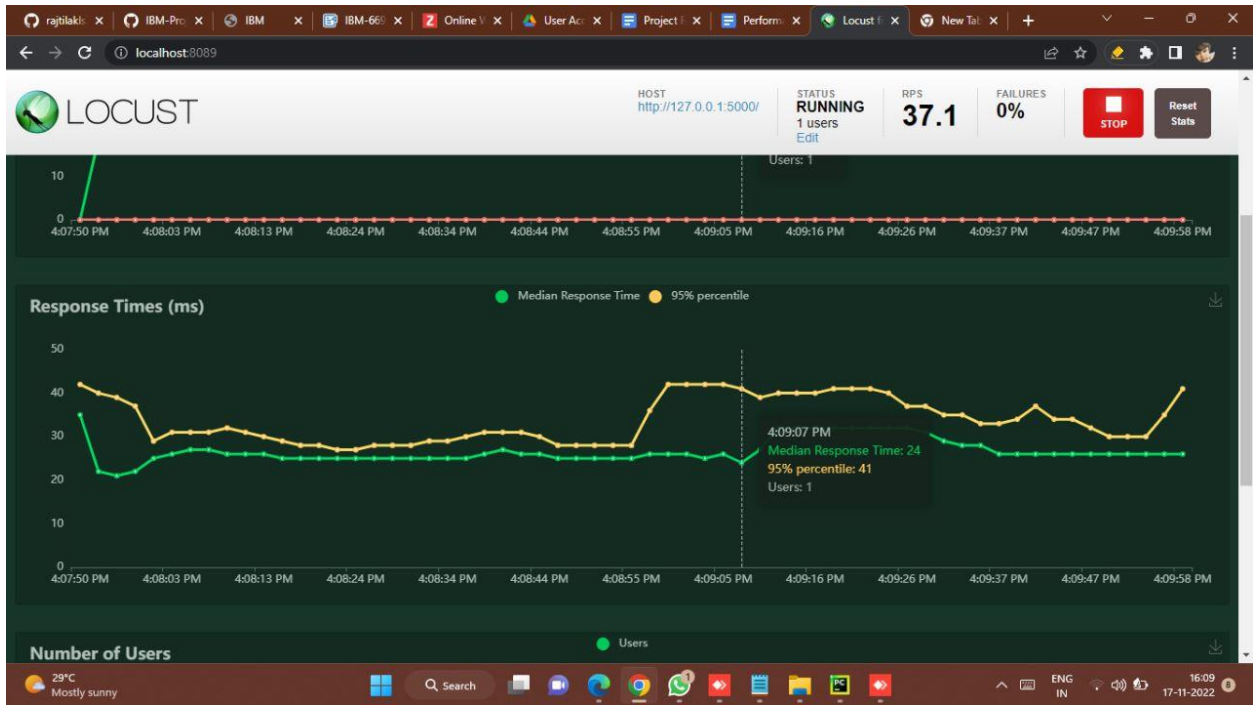 rajtilakls
IBM-Pro
IBM
IBM-669
Online V
User Acc
Project F
Perform
Locust f
New Tab
localhost:8089
LOCUST
HOST
http://127.0.0.1:5000/
STATUS
RUNNING
1 users
Edit
RPS
37.1
FAILURES
0%
STOP
Reset
Stats
Users: 1
10
0
4:07:50 PM 4:08:03 PM 4:08:13 PM 4:08:24 PM 4:08:34 PM 4:08:44 PM 4:08:55 PM 4:09:05 PM 4:09:16 PM 4:09:26 PM 4:09:37 PM 4:09:47 PM 4:09:58 PM
Response Times (ms)
Median Response Time 95% percentile
50
40
30
20
10
0
4:09:07 PM
Median Response Time: 24
95% percentile: 41
Users: 1
4:07:50 PM 4:08:03 PM 4:08:13 PM 4:08:24 PM 4:08:34 PM 4:08:44 PM 4:08:55 PM 4:09:05 PM 4:09:16 PM 4:09:26 PM 4:09:37 PM 4:09:47 PM 4:09:58 PM
Number of Users
Users
29°C
Mostly sunny
Search
1
PC
ENG
IN
16:09
17-11-2022
8